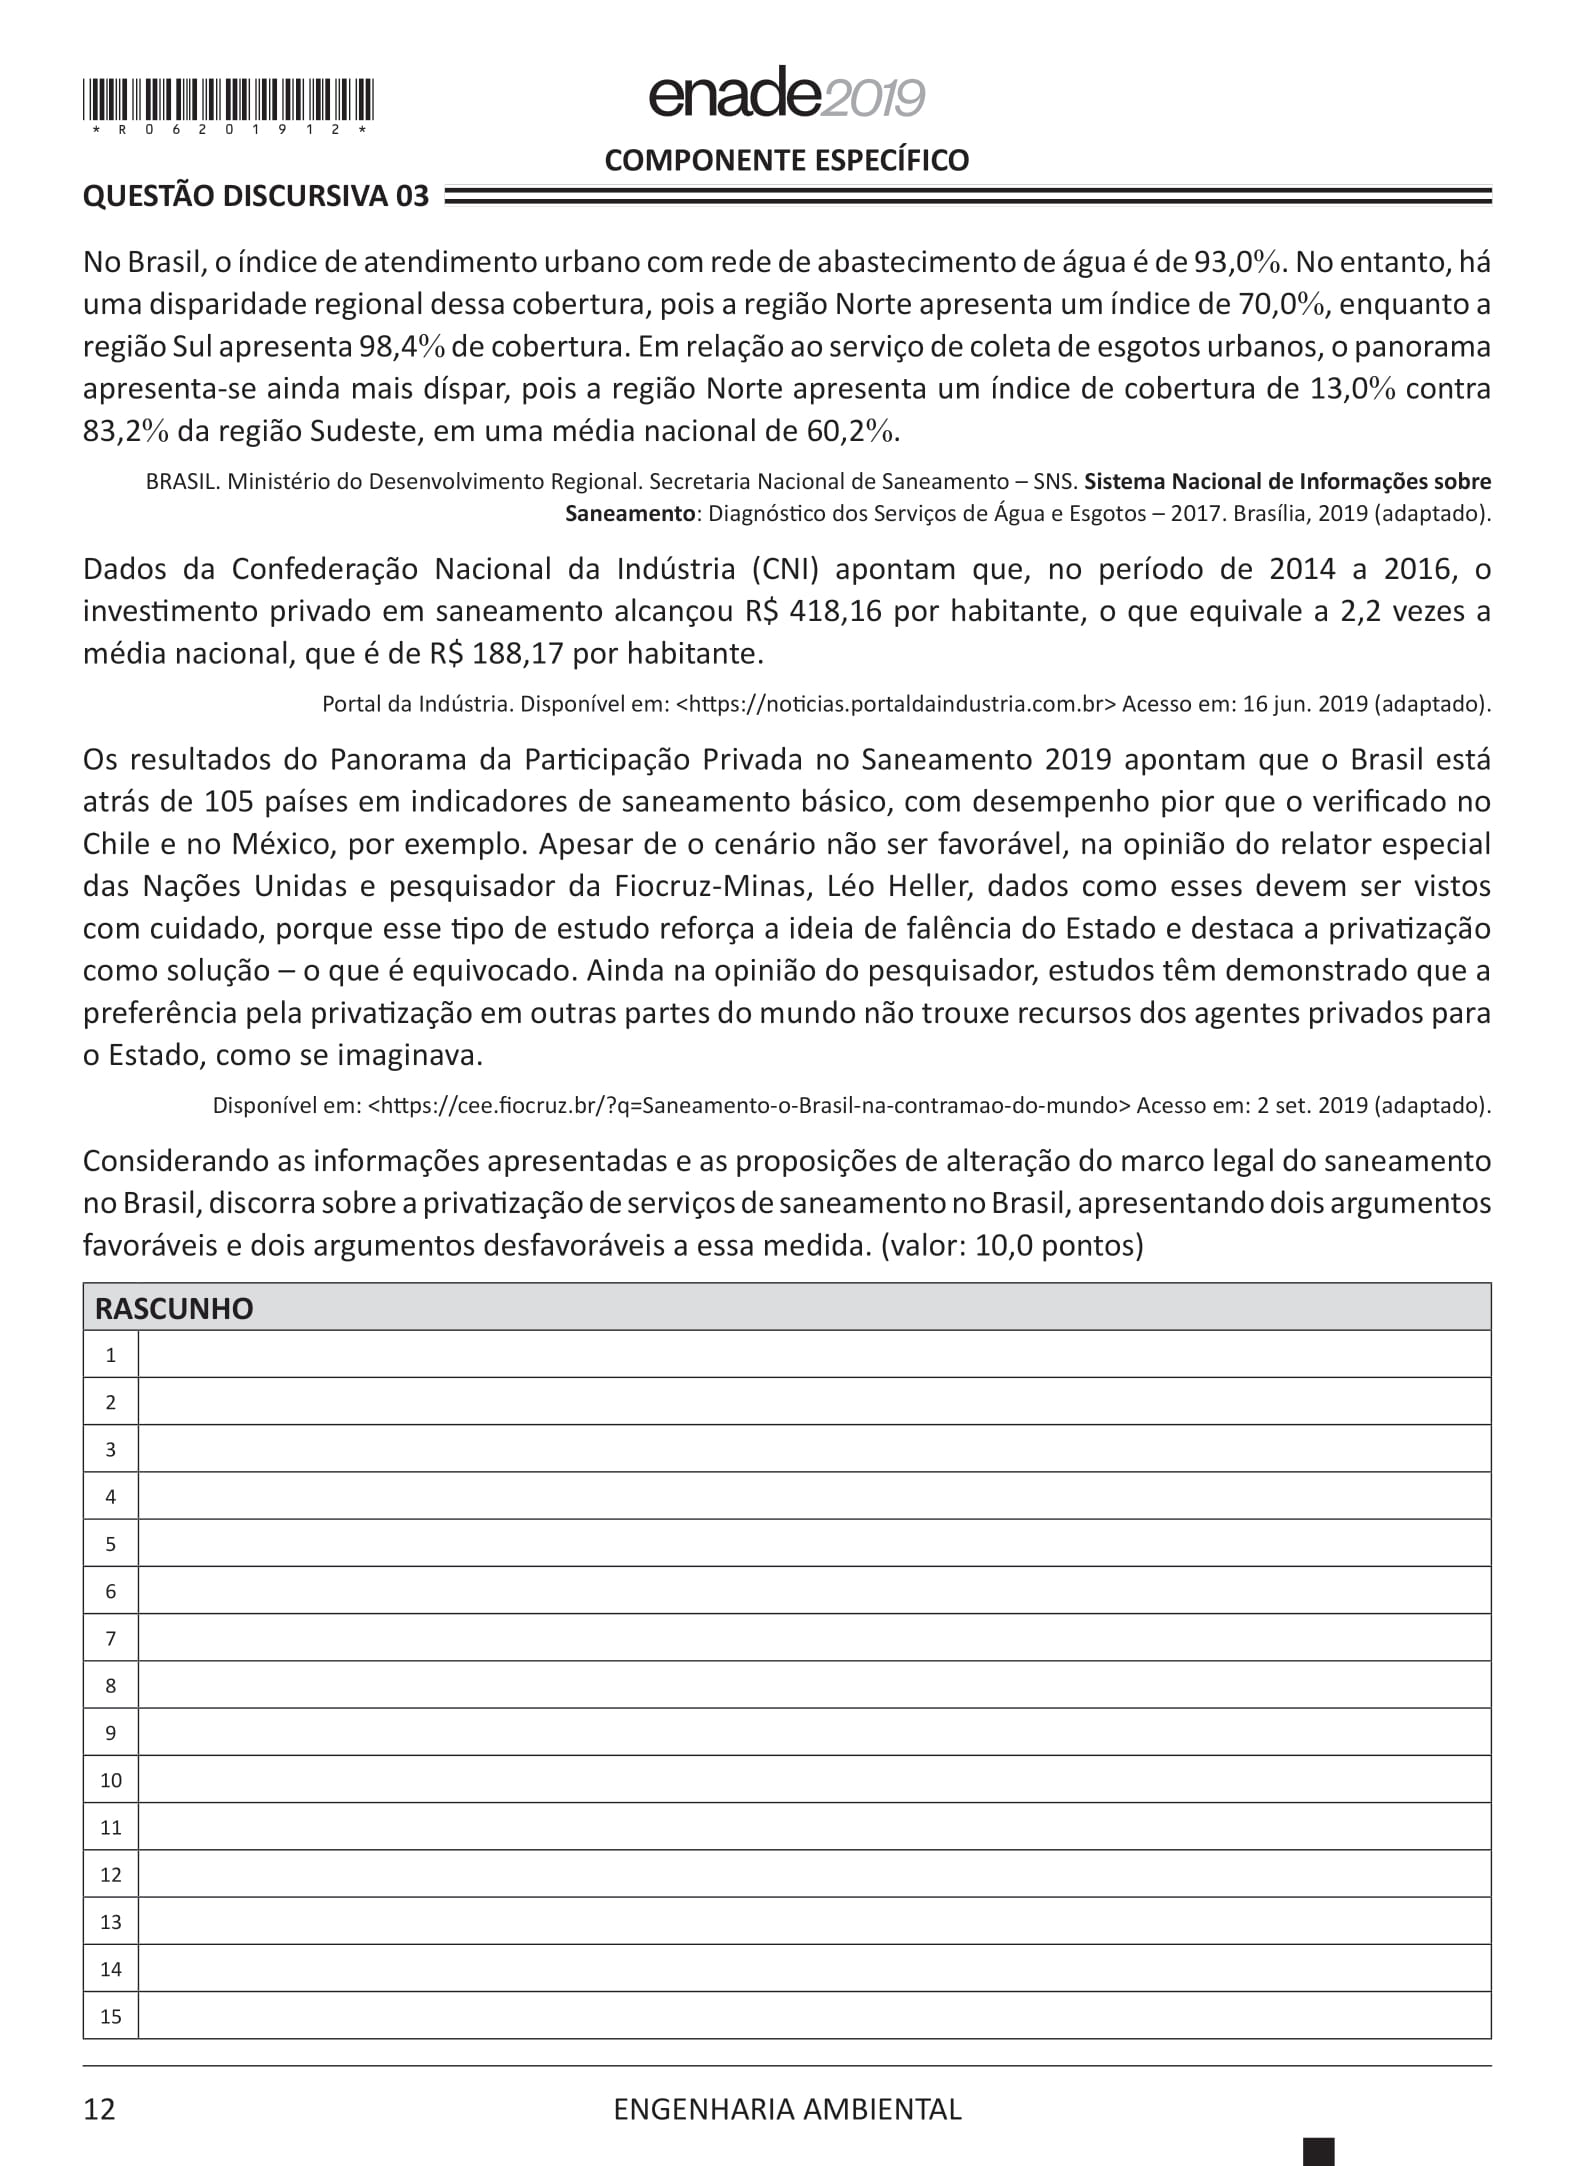 *R06201912*
enade2019
COMPONENTE ESPECÍFICO
QUESTÃO DISCURSIVA 03
No Brasil, o índice de atendimento urbano com rede de abastecimento de água é de 93,0%. No entanto, há
uma disparidade regional dessa cobertura, pois a região Norte apresenta um índice de 70,0%, enquanto a
região Sul apresenta 98,4% de cobertura. Em relação ao serviço de coleta de esgotos urbanos, o panorama
apresenta-se ainda mais díspar, pois a região Norte apresenta um índice de cobertura de 13,0% contra
83,2% da região Sudeste, em uma média nacional de 60,2%.
BRASIL. Ministério do Desenvolvimento Regional. Secretaria Nacional de Saneamento – SNS. Sistema Nacional de Informações sobre
Saneamento: Diagnóstico dos Serviços de Água e Esgotos – 2017. Brasília, 2019 (adaptado).
Dados da Confederação Nacional da Indústria (CNI) apontam que, no período de 2014 a 2016, o
investimento privado em saneamento alcançou R$ 418,16 por habitante, o que equivale a 2,2 vezes a
média nacional, que é de R$ 188,17 por habitante.
Portal da Indústria. Disponível em: <https://noticias.portaldaindustria.com.br> Acesso em: 16 jun. 2019 (adaptado).
Os resultados do Panorama da Participação Privada no Saneamento 2019 apontam que o Brasil está
atrás de 105 países em indicadores de saneamento básico, com desempenho pior que o verificado no
Chile e no México, por exemplo. Apesar de o cenário não ser favorável, na opinião do relator especial
das Nações Unidas e pesquisador da Fiocruz-Minas, Léo Heller, dados como esses devem ser vistos
com cuidado, porque esse tipo de estudo reforça a ideia de falência do Estado e destaca a privatização
como solução – o que é equivocado. Ainda na opinião do pesquisador, estudos têm demonstrado que a
preferência pela privatização em outras partes do mundo não trouxe recursos dos agentes privados para
o Estado, como se imaginava.
Disponível em: <https://cee.fiocruz.br/?q=Saneamento-o-Brasil-na-contramao-do-mundo> Acesso em: 2 set. 2019 (adaptado).
Considerando as informações apresentadas e as proposições de alteração do marco legal do saneamento
no Brasil, discorra sobre a privatização de serviços de saneamento no Brasil, apresentando dois argumentos
favoráveis e dois argumentos desfavoráveis a essa medida. (valor: 10,0 pontos)
RASCUNHO
1
2
3
4
5
6
7
8
9
10
11
12
13
14
15
12
ENGENHARIA AMBIENTAL